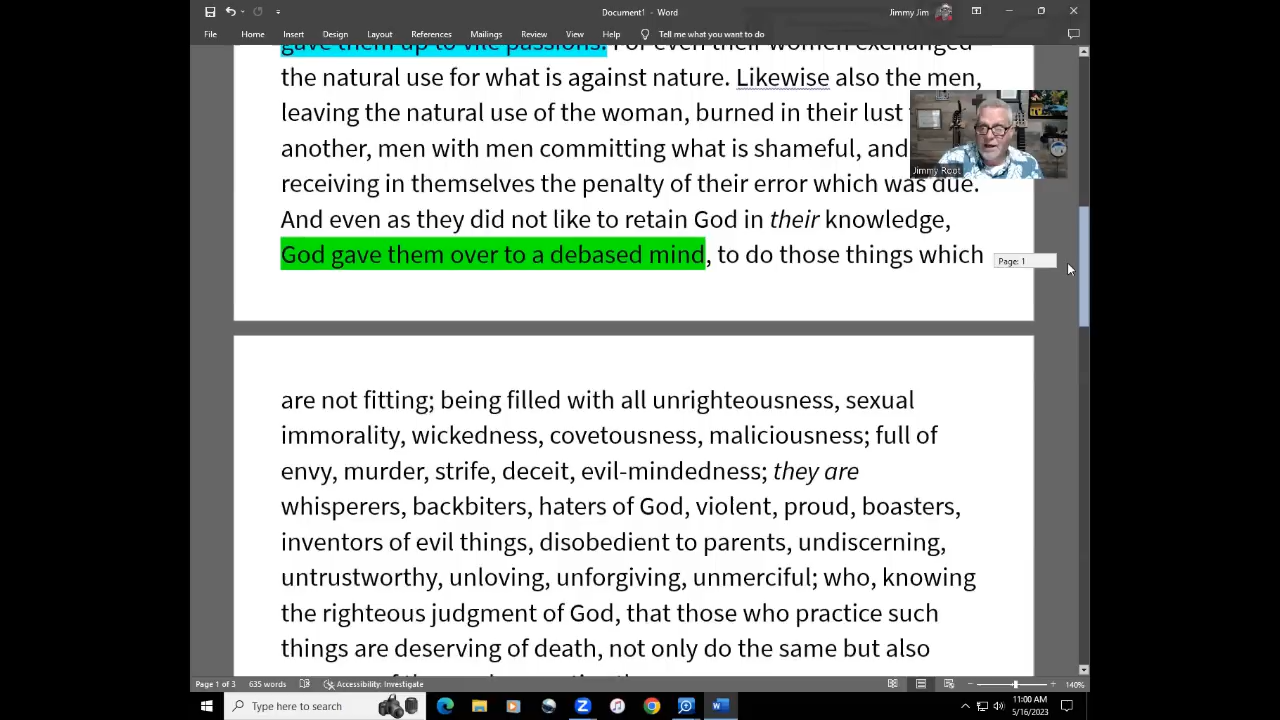 Document1 - Word
Jimmy Jim
File Home Insert Design Layout References Mailings Review View Help Tell me what you want to do
gave them up to vile passions. For even their women exchanged
the natural use for what is against nature. Likewise also the men,
leaving the natural use of the woman, burned in their lust
another, men with men committing what is shameful, and
Jimmy Root
receiving in themselves the penalty of their error which was due.
And even as they did not like to retain God in their knowledge,
God gave them over to a debased mind, to do those things which
Page: 1
are not fitting; being filled with all unrighteousness, sexual
immorality, wickedness, covetousness, maliciousness; full of
envy, murder, strife, deceit, evil-mindedness; they are
whisperers, backbiters, haters of God, violent, proud, boasters,
inventors of evil things, disobedient to parents, undiscerning,
untrustworthy, unloving, unforgiving, unmerciful; who, knowing
the righteous judgment of God, that those who practice such
things are deserving of death, not only do the same but also
Page 1 of 3 635 words Accessibility: Investigate 140%
Type here to search
11:00 AM
5/16/2023